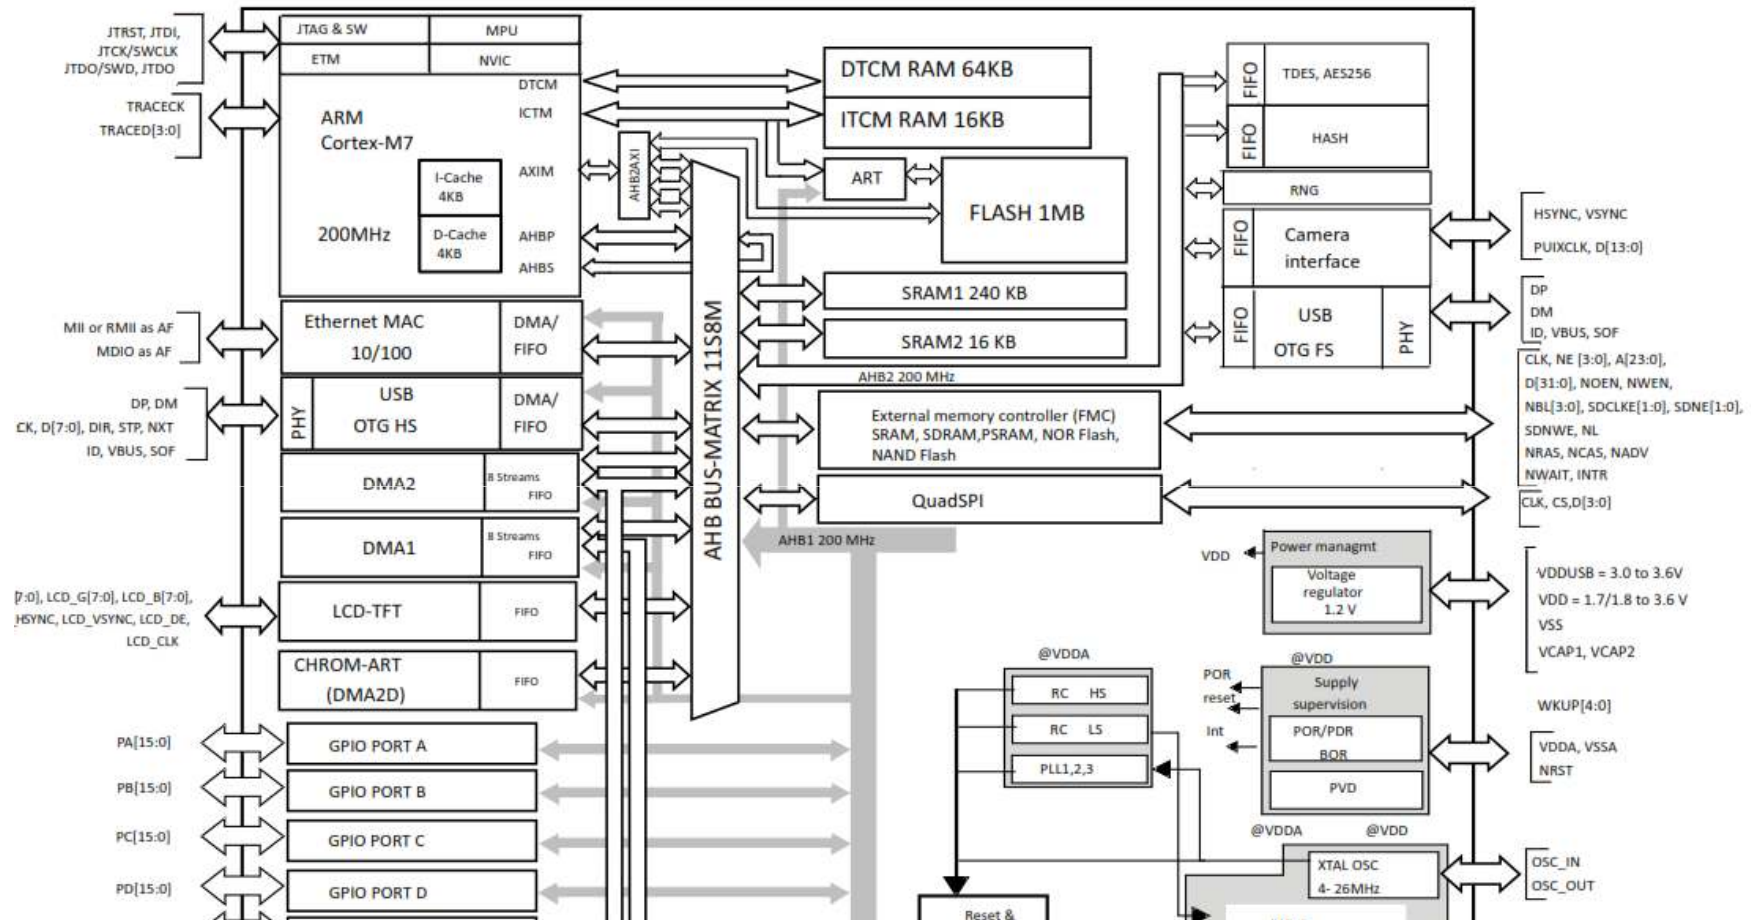 JTRST, JTDI,
JTCK/SWCLK
JTDO/SWD, JTDO
TRACECK
TRACED[3:0]
JTAG & SW
MPU
ETM
NVIC
DTCM
ICTM
ARM
Cortex-M7
AXIM
I-Cache
4KB
D-Cache
4KB
200MHz
AHBP
AHBS
AHB2AXI
DTCM RAM 64KB
ITCM RAM 16KB
ART
FLASH 1MB
SRAM1 240 KB
SRAM2 16 KB
AHB2 200 MHz
External memory controller (FMC)
SRAM, SDRAM,PSRAM, NOR Flash,
NAND Flash
QuadSPI
AHB1 200 MHz
AHB BUS-MATRIX 11S8M
MII or RMII as AF
MDIO as AF
Ethernet MAC
10/100
DMA/
FIFO
DP, DM
CK, D[7:0], DIR, STP, NXT
ID, VBUS, SOF
PHY
USB
OTG HS
DMA/
FIFO
DMA2
8 Streams
FIFO
DMA1
8 Streams
FIFO
[7:0], LCD_G[7:0], LCD_B[7:0],
HSYNC, LCD_VSYNC, LCD_DE,
LCD_CLK
LCD-TFT
FIFO
CHROM-ART
(DMA2D)
FIFO
PA[15:0]
GPIO PORT A
PB[15:0]
GPIO PORT B
PC[15:0]
GPIO PORT C
PD[15:0]
GPIO PORT D
FIFO
TDES, AES256
FIFO
HASH
RNG
FIFO
Camera
interface
HSYNC, VSYNC
PUIXCLK, D[13:0]
FIFO
USB
OTG FS
PHY
DP
DM
ID, VBUS, SOF
CLK, NE [3:0], A[23:0],
D[31:0], NOEN, NWEN,
NBL[3:0], SDCLKE[1:0], SDNE[1:0],
SDNWE, NL
NRAS, NCAS, NADV
NWAIT, INTR
CLK, CS,D[3:0]
VDD
Power managmt
Voltage
regulator
1.2 V
VDDUSB = 3.0 to 3.6V
VDD = 1.7/1.8 to 3.6 V
VSS
VCAP1, VCAP2
@VDDA
RC HS
RC LS
PLL1,2,3
@VDD
POR
reset
Int
Supply
supervision
POR/PDR
BOR
PVD
WKUP[4:0]
VDDA, VSSA
NRST
@VDDA
@VDD
XTAL OSC
4- 26MHz
OSC_IN
OSC_OUT
Reset &